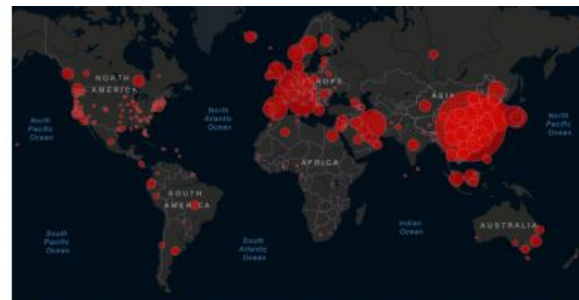 NORTH
AMERICA
ASIA
North
Pacific
Ocean
North
Atlantic
Ocean
North
Pacific
Ocean
AFRICA
SOUTH
AMERICA
Indian
Ocean
AUSTRALIA
South
Pacific
Ocean
South
Atlantic
Ocean